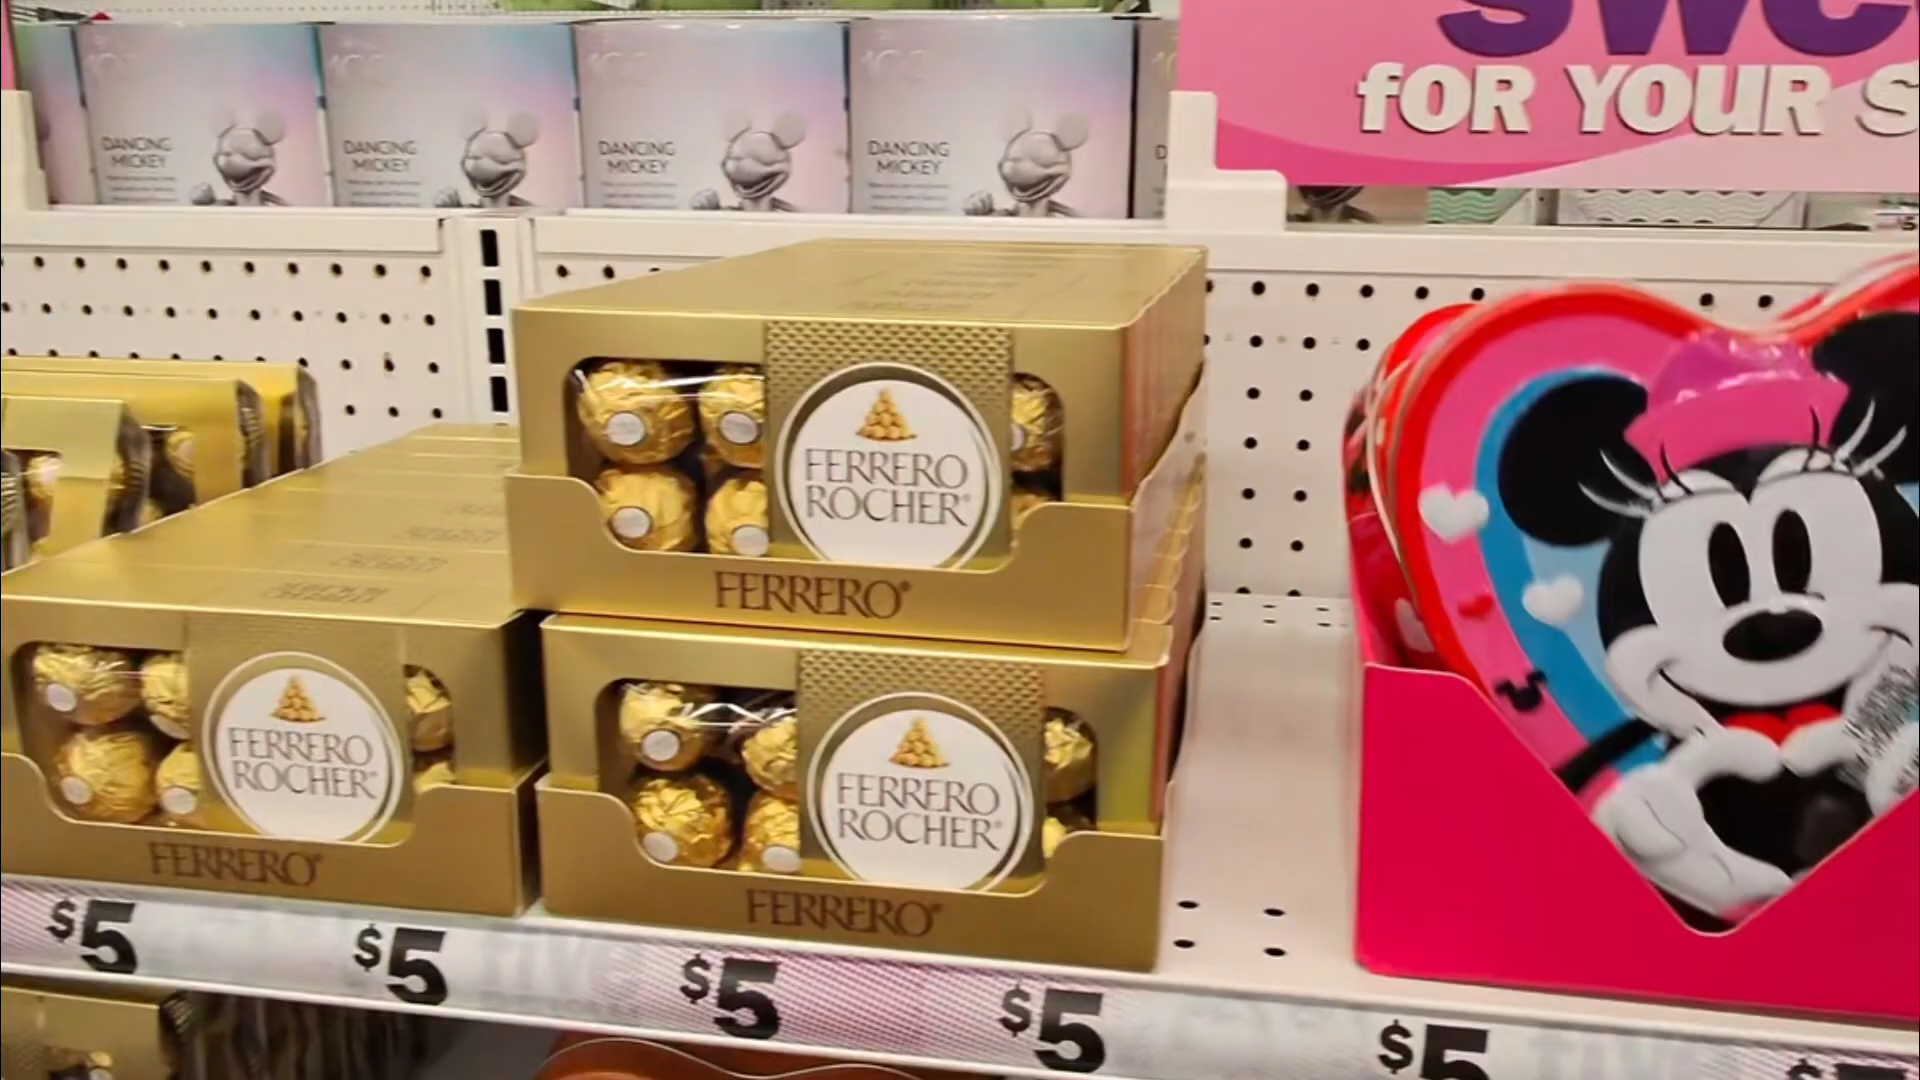 DANCING
MICKEY
DANCING
MICKEY
DANCING
MICKEY
DANCING
MICKEY
D
fOR YOUR S
FERRERO
ROCHER®
FERRERO®
FERRERO
ROCHER®
FERRERO®
FERRERO
ROCHER®
FERRERO®
$5
$5
$5
$5
$5